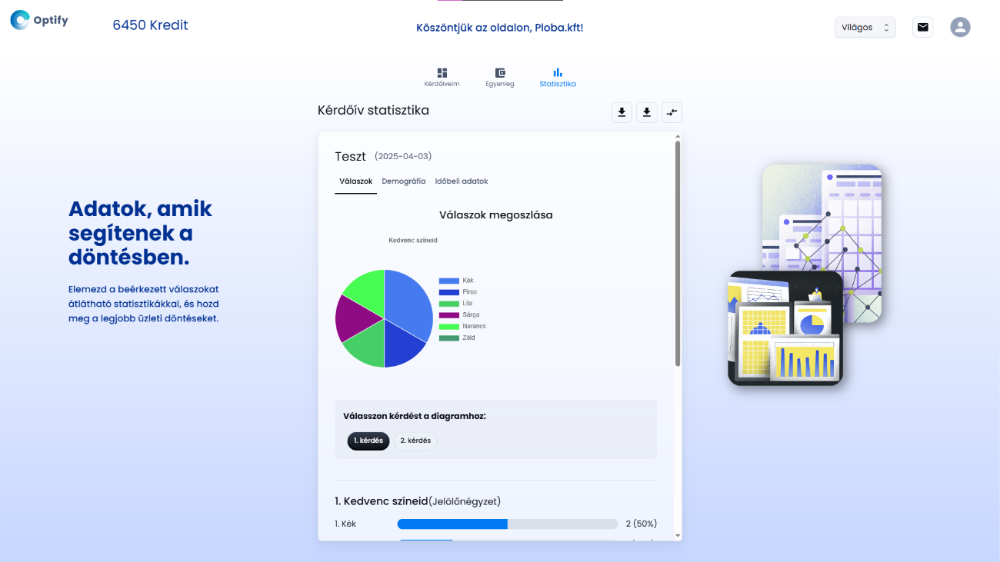 Optify
6450 Kredit
Köszöntjük az oldalon, Ploba.kft!
Világos
Kérdőíveim
Egyenleg
Statisztika
Kérdőív statisztika
Teszt (2025-04-03)
Válaszok Demográfia Időbeli adatok
Adatok, amik
segítenek a
döntésben.
Elemezd a beérkezett válaszokat
átlátható statisztikákkal, és hozd
meg a legjobb üzleti döntéseket.
Válaszok megoszlása
Kedvenc színeid
Kék
Piros
Lila
Sárga
Narancs
Zöld
Válasszon kérdést a diagramhoz:
1. kérdés 2. kérdés
1. Kedvenc színeid(Jelölőnégyzet)
1. Kék 2 (50%)